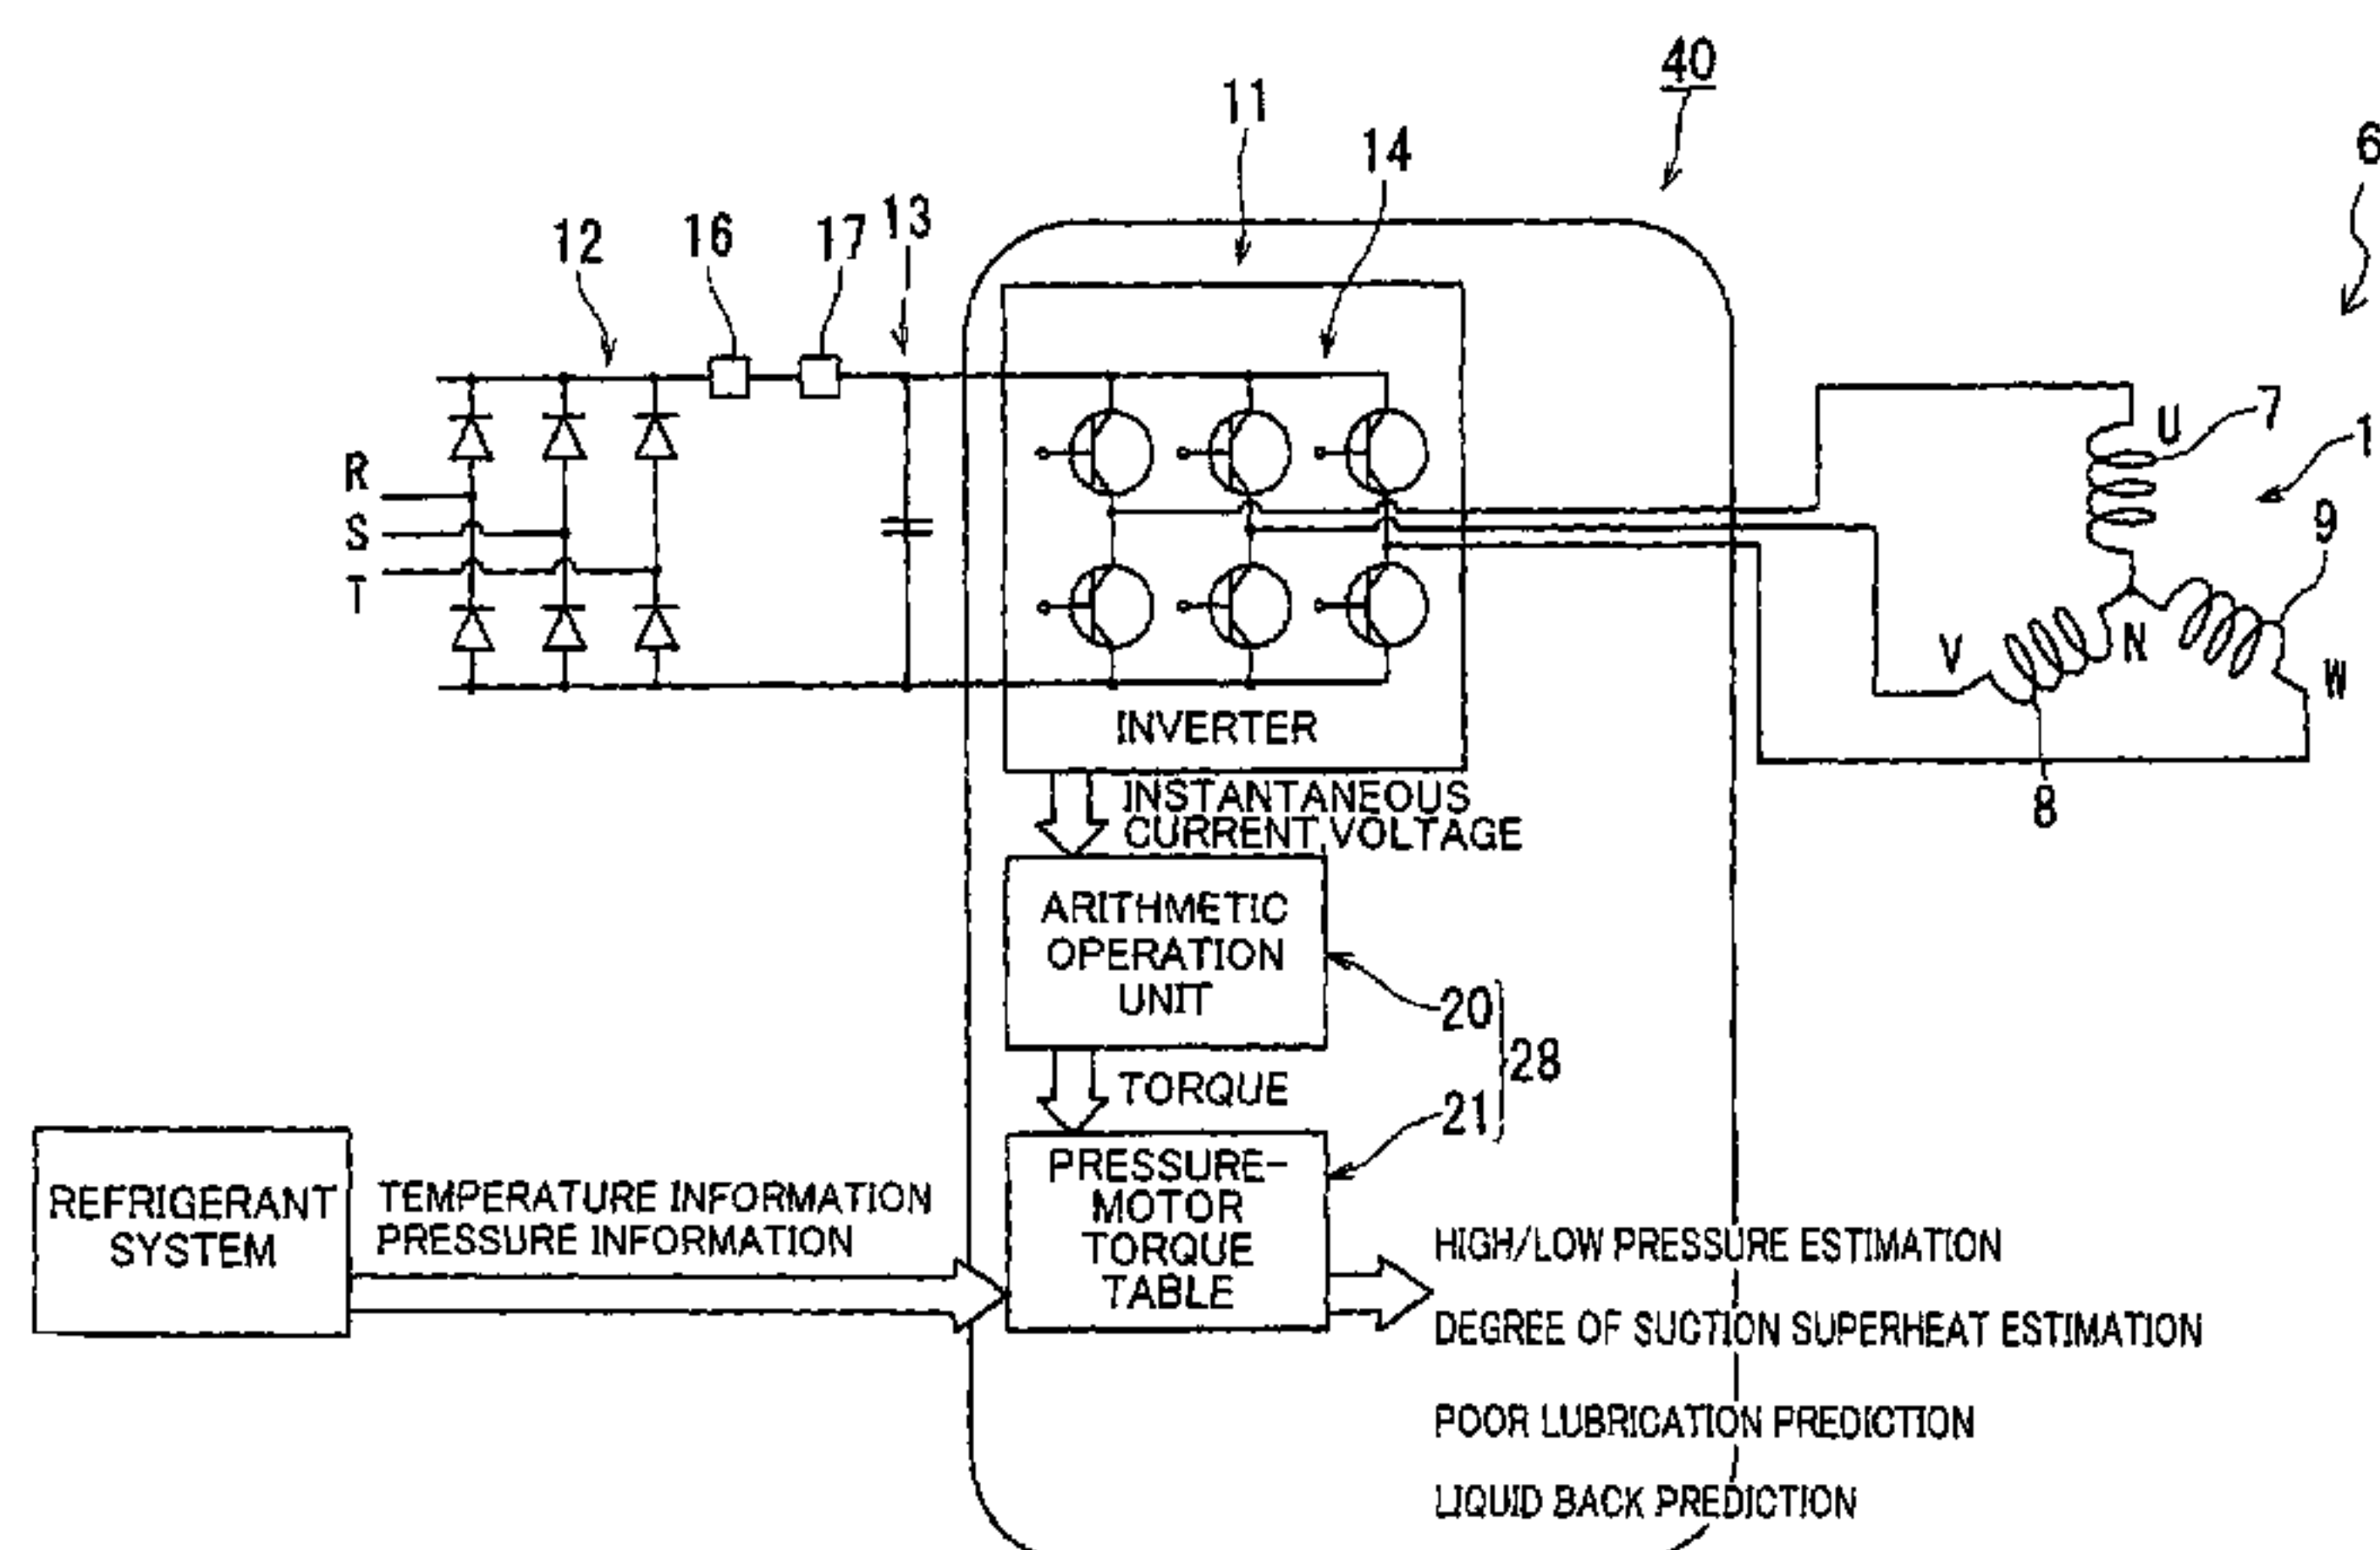 40
11
14
6
12
16
17
13
R
S
T
U
7
1
9
V
N
W
8
INVERTER
INSTANTANEOUS
CURRENT VOLTAGE
ARITHMETIC
OPERATION
UNIT
20
28
TORQUE
21
PRESSURE-
MOTOR
TORQUE
TABLE
REFRIGERANT
SYSTEM
TEMPERATURE INFORMATION
PRESSURE INFORMATION
HIGH/LOW PRESSURE ESTIMATION
DEGREE OF SUCTION SUPERHEAT ESTIMATION
POOR LUBRICATION PREDICTION
LIQUID BACK PREDICTION